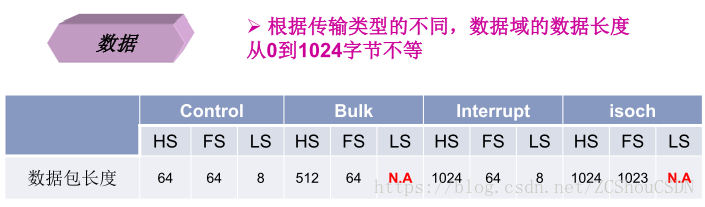 数据
➢ 根据传输类型的不同，数据域的数据长度
从0到1024字节不等
Control Bulk Interrupt isoch
HS FS LS HS FS LS HS FS LS HS FS LS
数据包长度 64 64 8 512 64 N.A 1024 64 8 1024 1023 N.A
https://blog.csdn.net/ZCShouCSDN